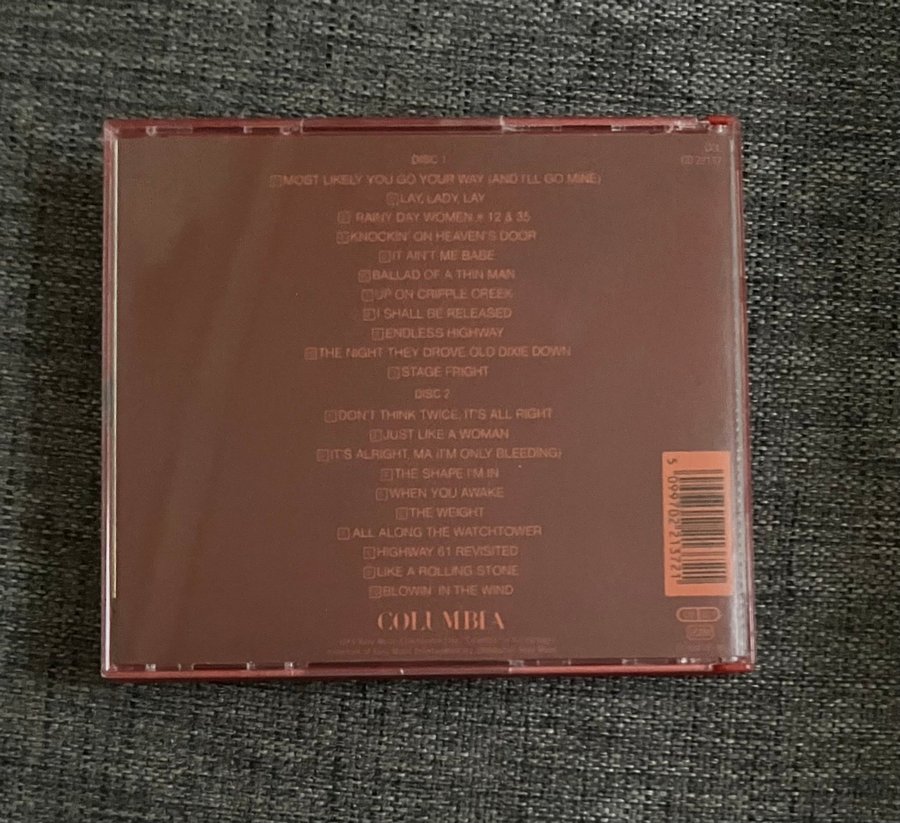 DISC 1
MOST LIKELY YOU GO YOUR WAY (AND I'LL GO MINE)
LAY, LADY, LAY
RAINY DAY WOMEN # 12 & 35
KNOCKIN' ON HEAVEN'S DOOR
IT AIN'T ME BABE
BALLAD OF A THIN MAN
UP ON CRIPPLE CREEK
I SHALL BE RELEASED
ENDLESS HIGHWAY
THE NIGHT THEY DROVE OLD DIXIE DOWN
STAGE FRIGHT
DISC 2
DON'T THINK TWICE, IT'S ALL RIGHT
JUST LIKE A WOMAN
IT'S ALRIGHT, MA (I'M ONLY BLEEDING)
THE SHAPE I'M IN
WHEN YOU AWAKE
THE WEIGHT
ALL ALONG THE WATCHTOWER
HIGHWAY 61 REVISITED
LIKE A ROLLING STONE
BLOWIN' IN THE WIND
COLUMBIA
5 099702 213721